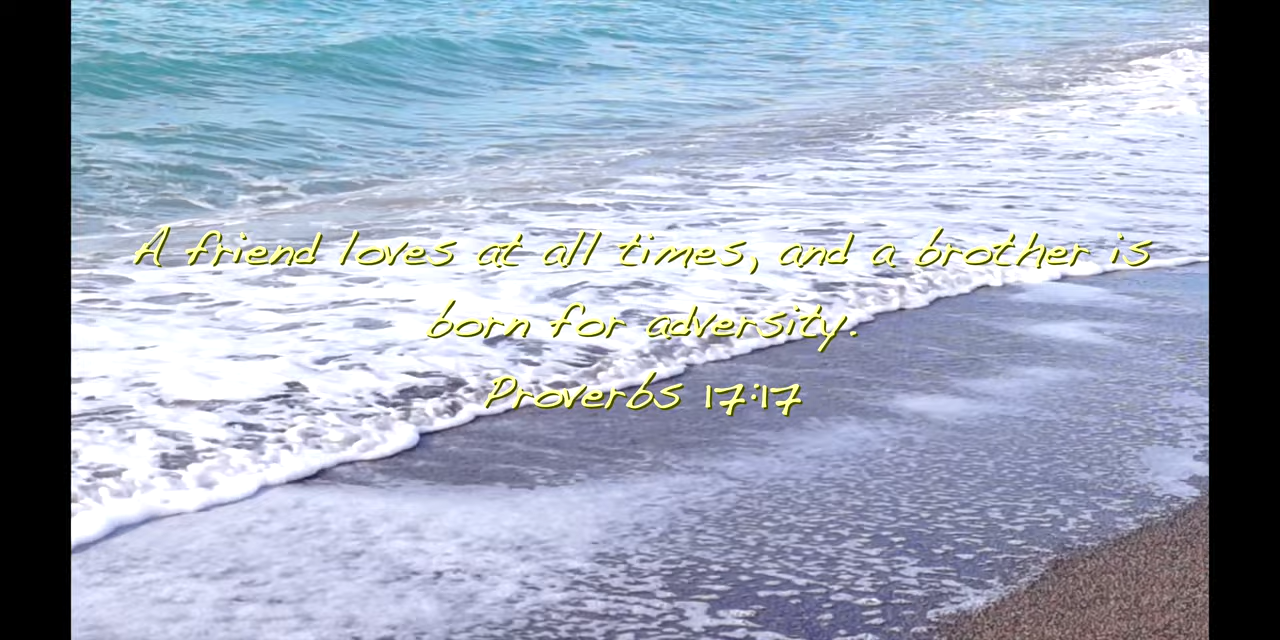 A friend loves at all times, and a brother is
born for adversity.
Proverbs 17:17